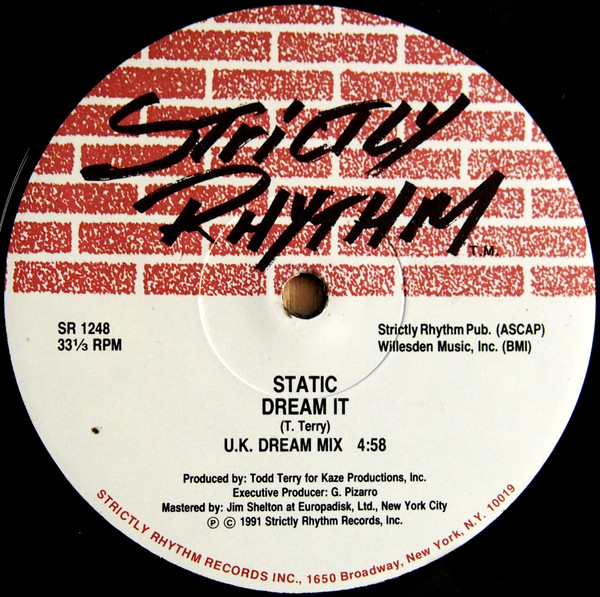 STRICTLY
RHYTHM
T.M.
SR 1248
33⅓ RPM
Strictly Rhythm Pub. (ASCAP)
Willesden Music, Inc. (BMI)
STATIC
DREAM IT
(T. Terry)
U.K. DREAM MIX 4:58
Produced by: Todd Terry for Kaze Productions, Inc.
Executive Producer: G. Pizarro
Mastered by: Jim Shelton at Europadisk, Ltd., New York City
Ⓟ © 1991 Strictly Rhythm Records, Inc.
STRICTLY RHYTHM RECORDS INC., 1650 Broadway, New York, N.Y. 10019